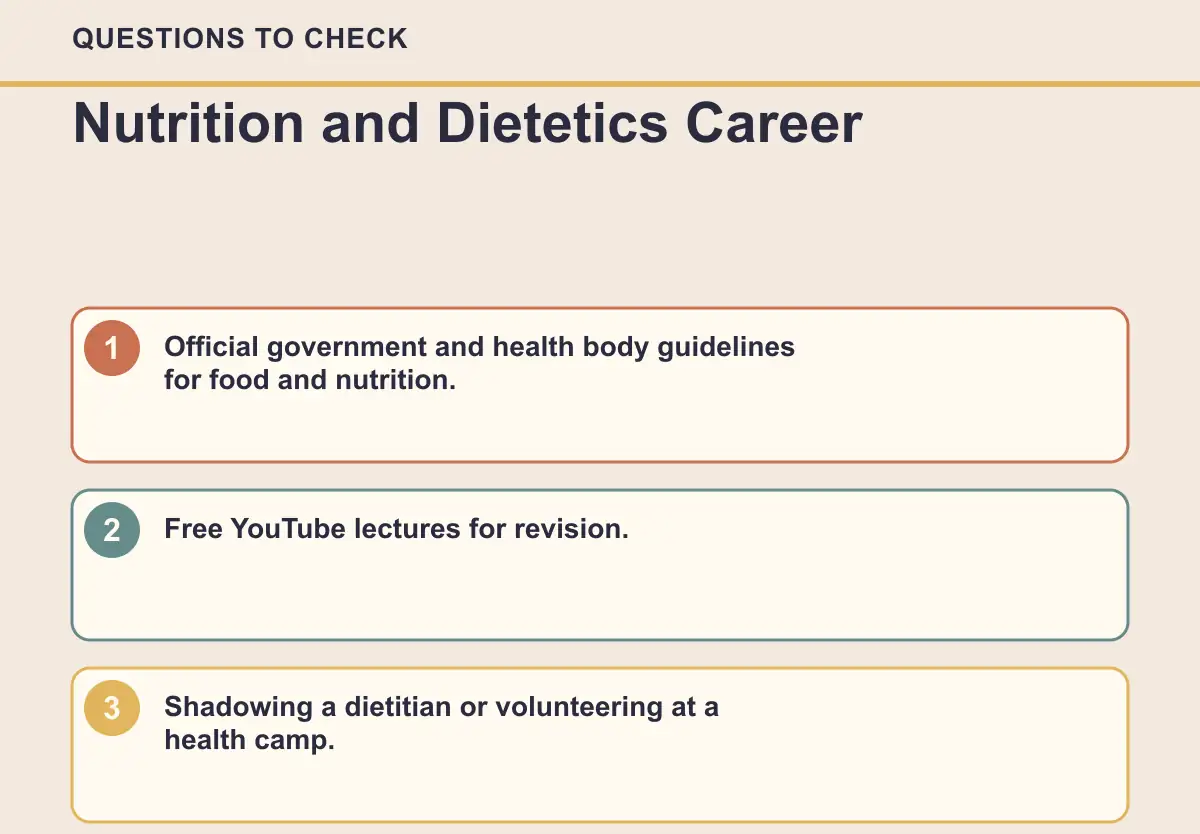 QUESTIONS TO CHECK
Nutrition and Dietetics Career
1
Official government and health body guidelines
for food and nutrition.
2
Free YouTube lectures for revision.
3
Shadowing a dietitian or volunteering at a
health camp.